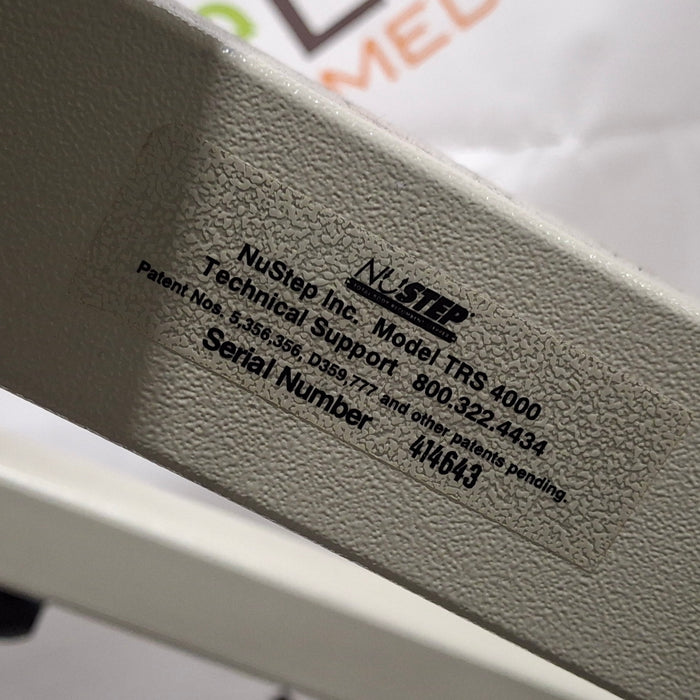 MED
NUSTEP
NuStep Inc. Model TRS 4000
Technical Support 800.322.4434
Patent Nos. 5,356,356, D359,777 and other patents pending.
Serial Number 414643